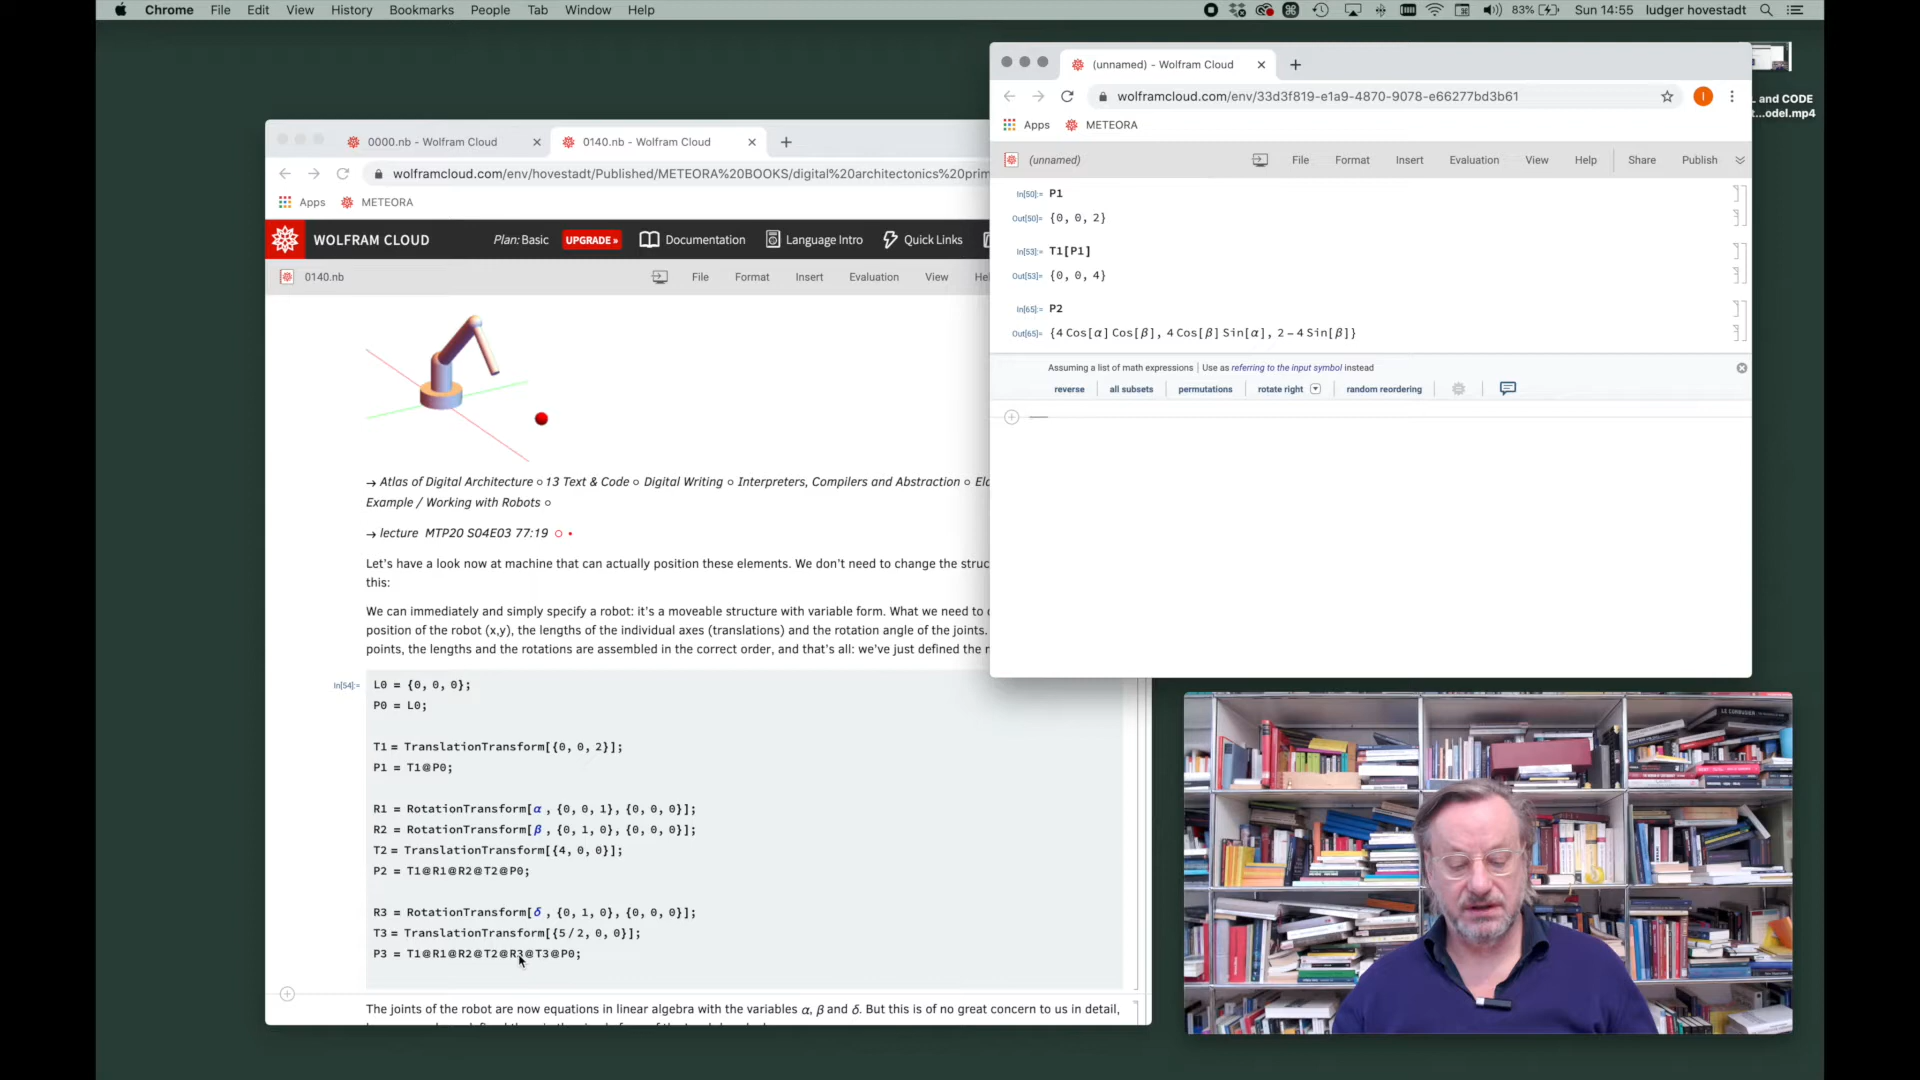 Chrome File Edit View History Bookmarks People Tab Window Help
83% Sun 14:55 ludger hovestadt
(unnamed) - Wolfram Cloud
wolframcloud.com/env/33d3f819-e1a9-4870-9078-e66277bd3b61
Apps METEORA
(unnamed) File Format Insert Evaluation View Help Share Publish
In[50]:= P1
Out[50]= {0, 0, 2}
In[53]:= T1[P1]
Out[53]= {0, 0, 4}
In[65]:= P2
Out[65]= {4 Cos[α] Cos[β], 4 Cos[β] Sin[α], 2 – 4 Sin[β]}
Assuming a list of math expressions | Use as referring to the input symbol instead
reverse all subsets permutations rotate right random reordering
L and CODE
t...odel.mp4
0000.nb - Wolfram Cloud 0140.nb - Wolfram Cloud
wolframcloud.com/env/hovestadt/Published/METEORA%20BOOKS/digital%20architectonics%20prim
Apps METEORA
WOLFRAM CLOUD Plan: Basic UPGRADE » Documentation Language Intro Quick Links
0140.nb File Format Insert Evaluation View Hel
→ Atlas of Digital Architecture ○ 13 Text & Code ○ Digital Writing ○ Interpreters, Compilers and Abstraction ○ Ela
Example / Working with Robots ○
→ lecture MTP20 S04E03 77:19
Let's have a look now at machine that can actually position these elements. We don't need to change the struc
this:
We can immediately and simply specify a robot: it's a moveable structure with variable form. What we need to
position of the robot (x,y), the lengths of the individual axes (translations) and the rotation angle of the joints.
points, the lengths and the rotations are assembled in the correct order, and that's all: we've just defined the
In[54]:= L0 = {0, 0, 0};
P0 = L0;
T1 = TranslationTransform[{0, 0, 2}];
P1 = T1@P0;
R1 = RotationTransform[α , {0, 0, 1}, {0, 0, 0}];
R2 = RotationTransform[β , {0, 1, 0}, {0, 0, 0}];
T2 = TranslationTransform[{4, 0, 0}];
P2 = T1@R1@R2@T2@P0;
R3 = RotationTransform[δ , {0, 1, 0}, {0, 0, 0}];
T3 = TranslationTransform[{5 / 2, 0, 0}];
P3 = T1@R1@R2@T2@R3@T3@P0;
The joints of the robot are now equations in linear algebra with the variables α, β and δ. But this is of no great concern to us in detail,
LE CORBUSIER